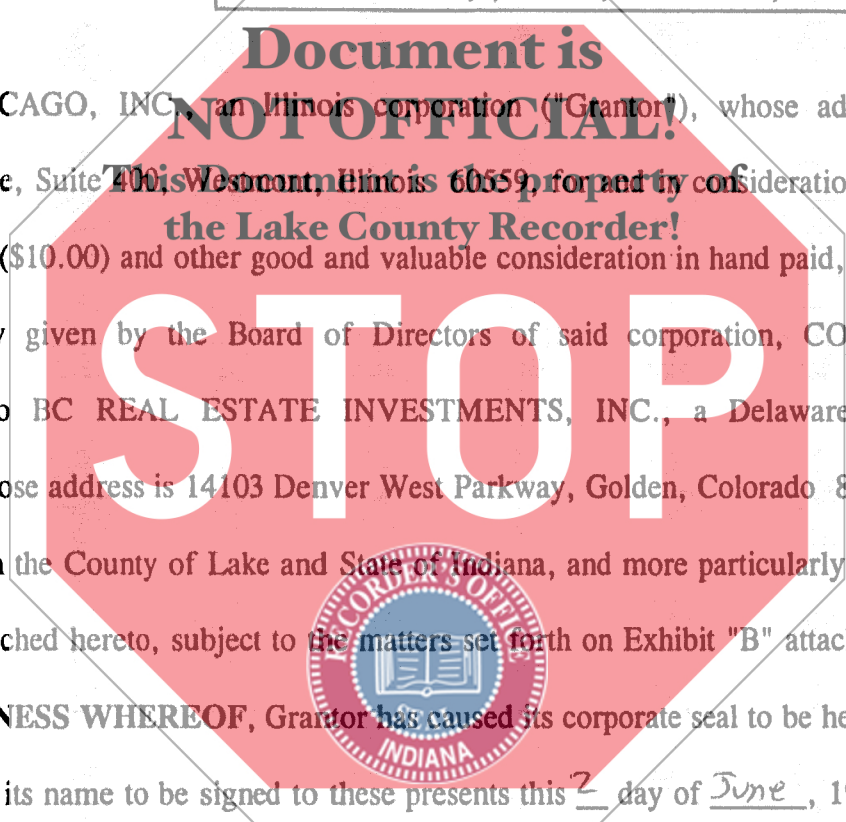 Document is
CAGO, INC., an Illinois corporation ("Grantor"), whose ad
NOT OFFICIAL!
e, Suite 400, Westmont, Illinois 60559, for and in consideratio
This Document is the property of
the Lake County Recorder!
($10.00) and other good and valuable consideration in hand paid,
given by the Board of Directors of said corporation, CO
STOP
BC REAL ESTATE INVESTMENTS, INC., a Delaware
ose address is 14103 Denver West Parkway, Golden, Colorado 8
the County of Lake and State of Indiana, and more particularly
RECORDER'S OFFICE
ched hereto, subject to the matters set forth on Exhibit "B" attac
NESS WHEREOF, Grantor has caused its corporate seal to be he
SEAL
INDIANA
its name to be signed to these presents this 2 day of June, 19